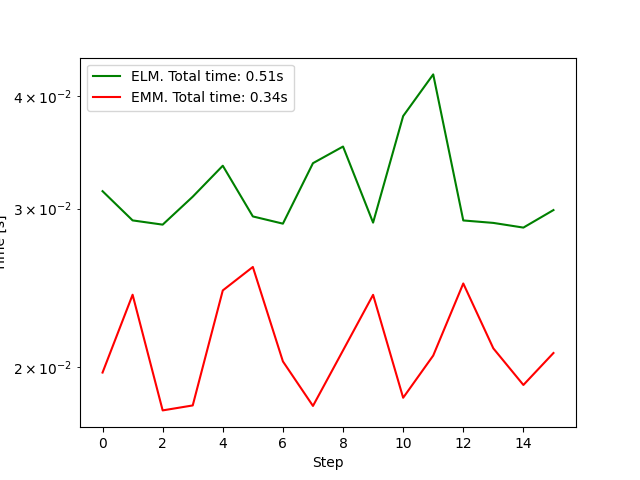 ELM. Total time: 0.51s
EMM. Total time: 0.34s
4 × 10⁻²
3 × 10⁻²
2 × 10⁻²
[s]
0 2 4 6 8 10 12 14
Step